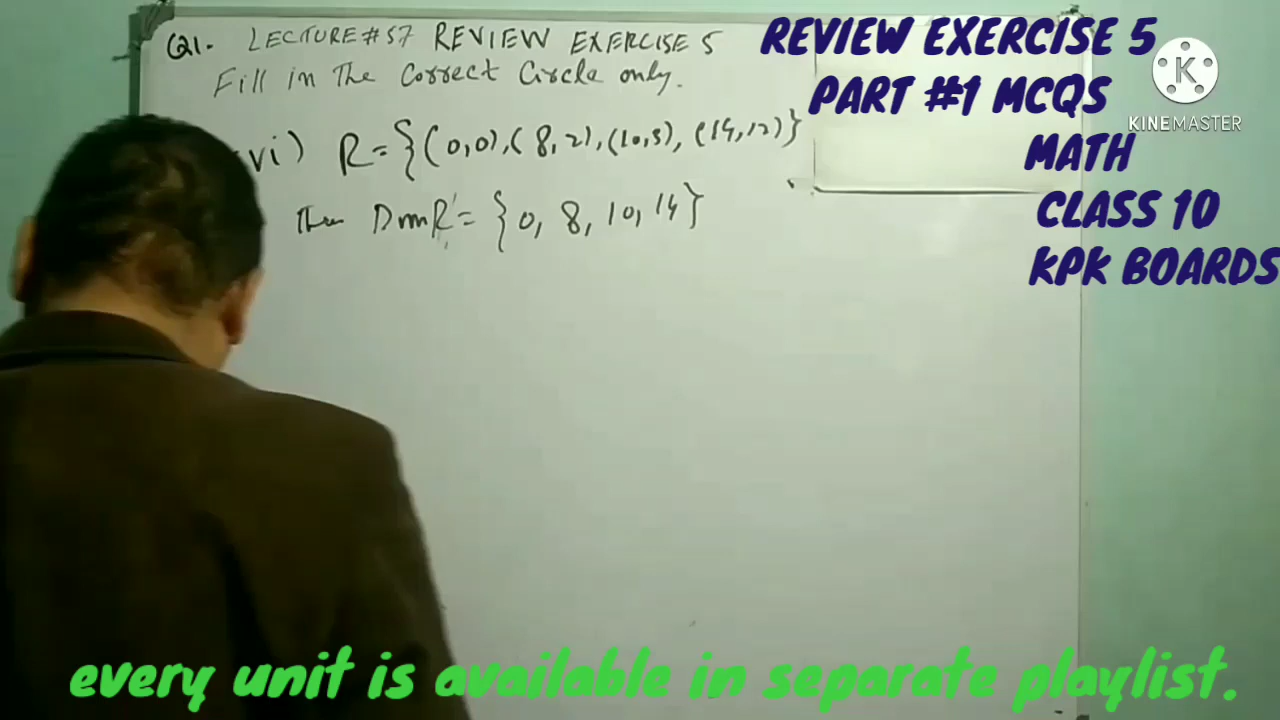 Q1. LECTURE#57 REVIEW EXERCISE 5
Fill in The Correct Circle only.
vi) R={(0,0),(8,2),(10,3),(14,12)}
Then Dom R = {0, 8, 10, 14}
REVIEW EXERCISE 5
PART #1 MCQS
MATH
CLASS 10
KPK BOARDS
K
KINEMASTER
every unit is available in separate playlist.